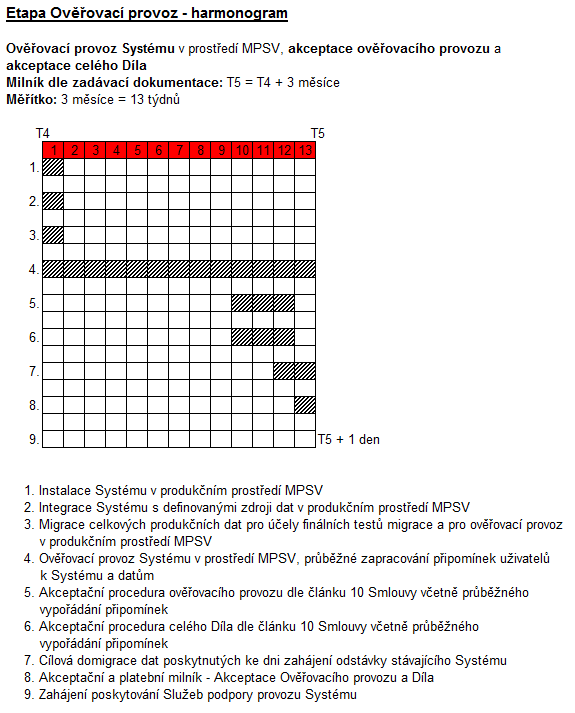 Etapa Ověřovací provoz - harmonogram
Ověřovací provoz Systému v prostředí MPSV, akceptace ověřovacího provozu a
akceptace celého Díla
Milník dle zadávací dokumentace: T5 = T4 + 3 měsíce
Měřítko: 3 měsíce = 13 týdnů
T4 T5
1 2 3 4 5 6 7 8 9 10 11 12 13
1.
2.
3.
4.
5.
6.
7.
8.
9. T5 + 1 den
1. Instalace Systému v produkčním prostředí MPSV
2. Integrace Systému s definovanými zdroji dat v produkčním prostředí MPSV
3. Migrace celkových produkčních dat pro účely finálních testů migrace a pro ověřovací provoz
v produkčním prostředí MPSV
4. Ověřovací provoz Systému v prostředí MPSV, průběžné zapracování připomínek uživatelů
k Systému a datům
5. Akceptační procedura ověřovacího provozu dle článku 10 Smlouvy včetně průběžného
vypořádání připomínek
6. Akceptační procedura celého Díla dle článku 10 Smlouvy včetně průběžného
vypořádání připomínek
7. Cílová domigrace dat poskytnutých ke dni zahájení odstávky stávajícího Systému
8. Akceptační a platební milník - Akceptace Ověřovacího provozu a Díla
9. Zahájení poskytování Služeb podpory provozu Systému